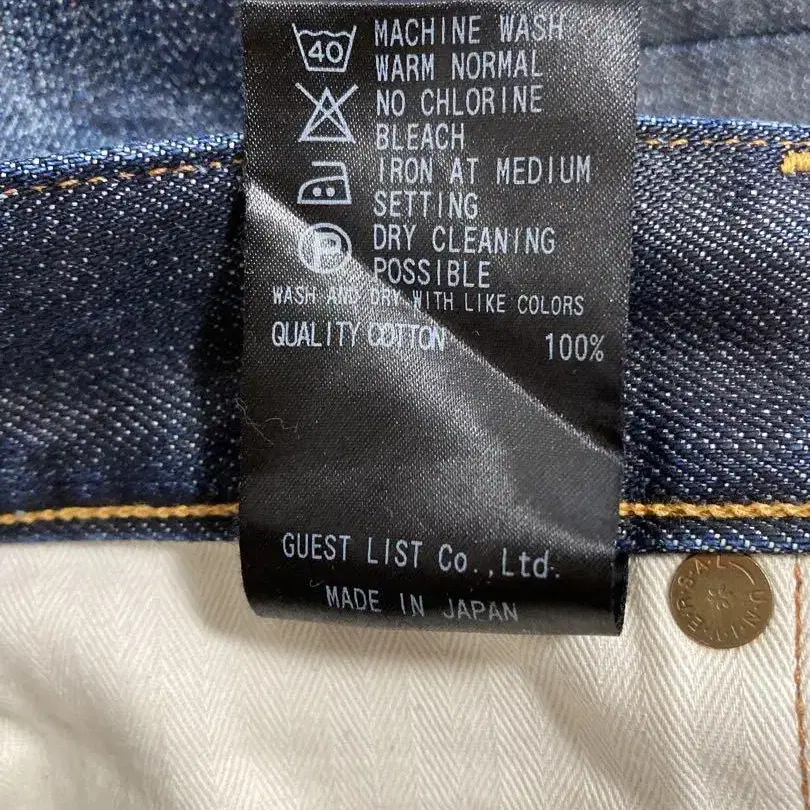 40
MACHINE WASH
WARM NORMAL
NO CHLORINE
BLEACH
IRON AT MEDIUM
SETTING
P
DRY CLEANING
POSSIBLE
WASH AND DRY WITH LIKE COLORS
QUALITY COTTON 100%
GUEST LIST Co.,Ltd.
MADE IN JAPAN
UNIVERSAL